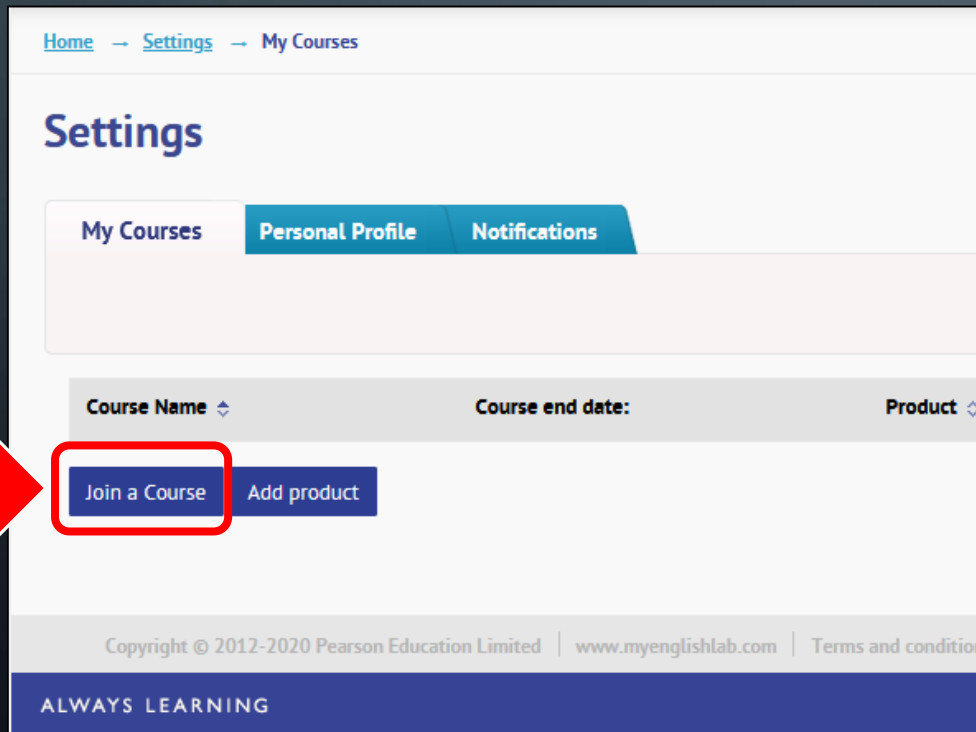 Home → Settings → My Courses
Settings
My Courses Personal Profile Notifications
Course Name Course end date: Product
Join a Course Add product
Copyright © 2012-2020 Pearson Education Limited | www.myenglishlab.com | Terms and condition
ALWAYS LEARNING